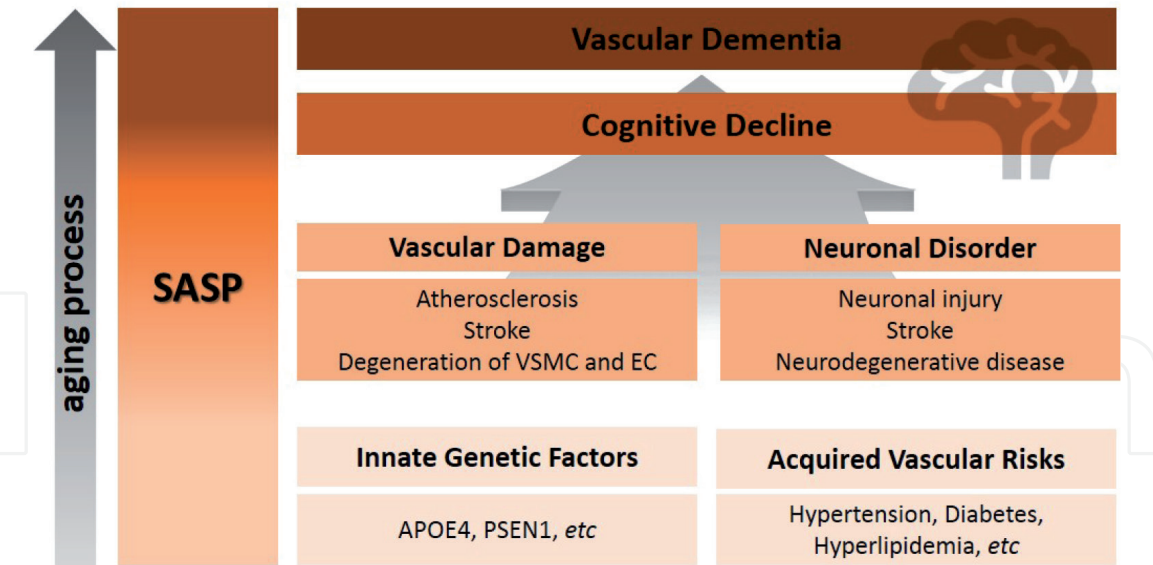 aging process
SASP
Vascular Dementia
Cognitive Decline
Vascular Damage
Atherosclerosis
Stroke
Degeneration of VSMC and EC
Neuronal Disorder
Neuronal injury
Stroke
Neurodegenerative disease
Innate Genetic Factors
APOE4, PSEN1, etc
Acquired Vascular Risks
Hypertension, Diabetes,
Hyperlipidemia, etc